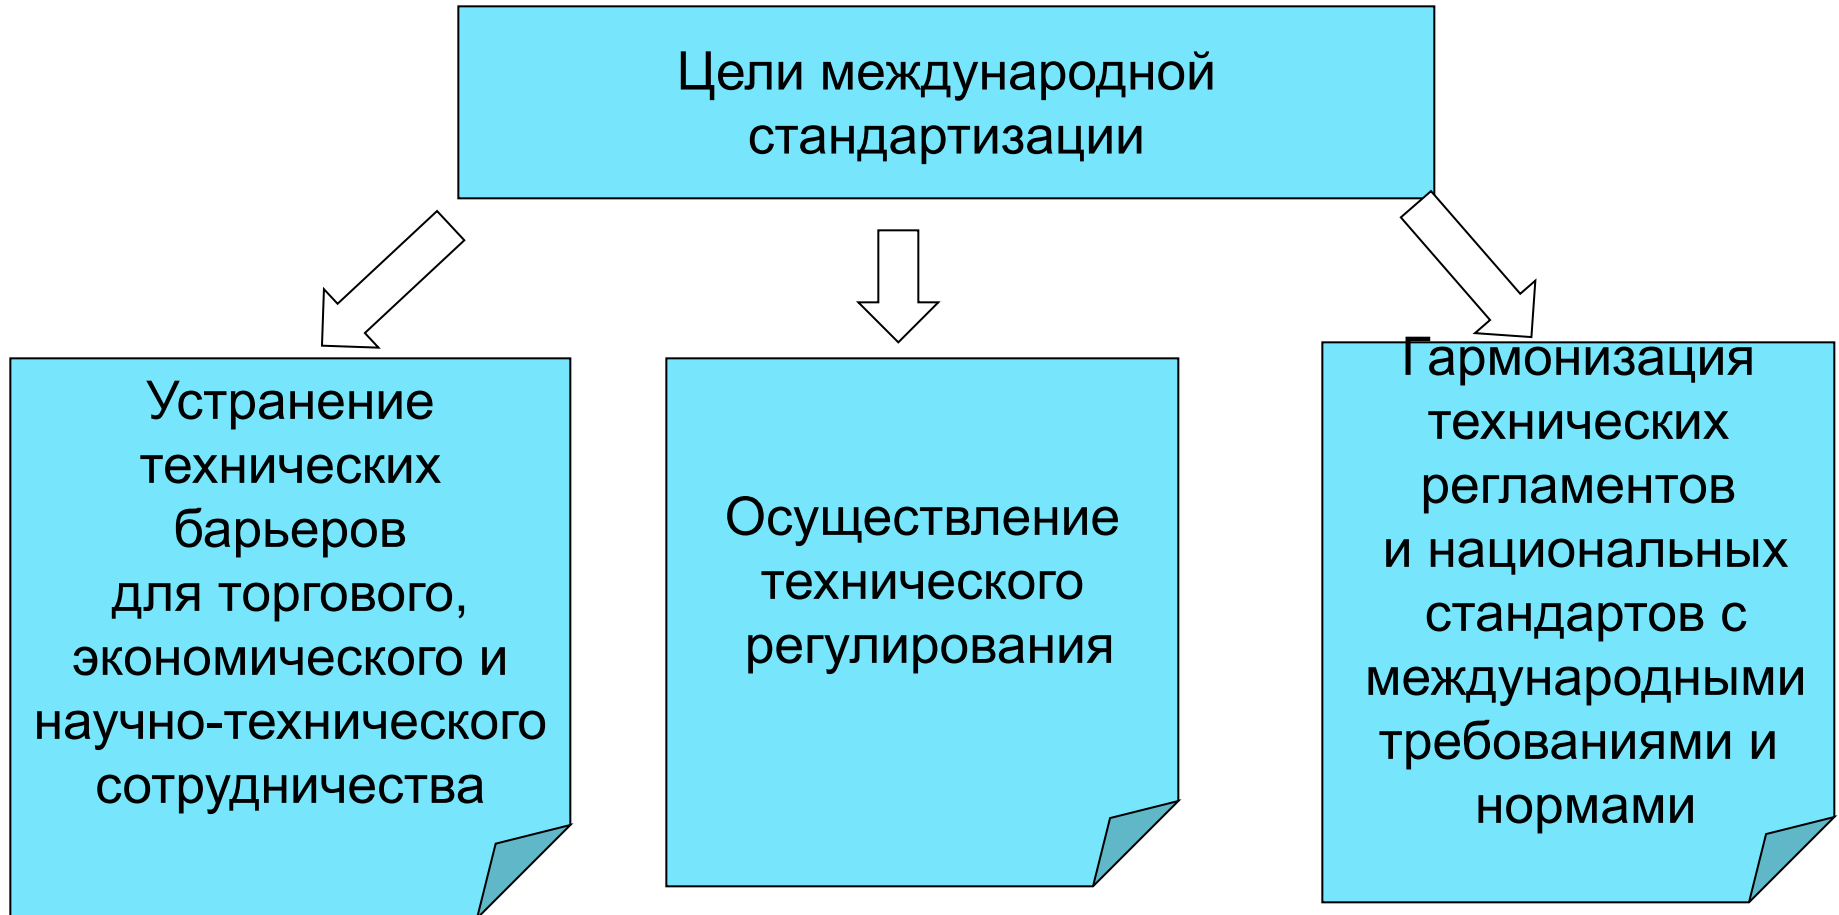 Цели международной
стандартизации
Устранение
технических
барьеров
для торгового,
экономического и
научно-технического
сотрудничества
Осуществление
технического
регулирования
Гармонизация
технических
регламентов
и национальных
стандартов с
международными
требованиями и
нормами